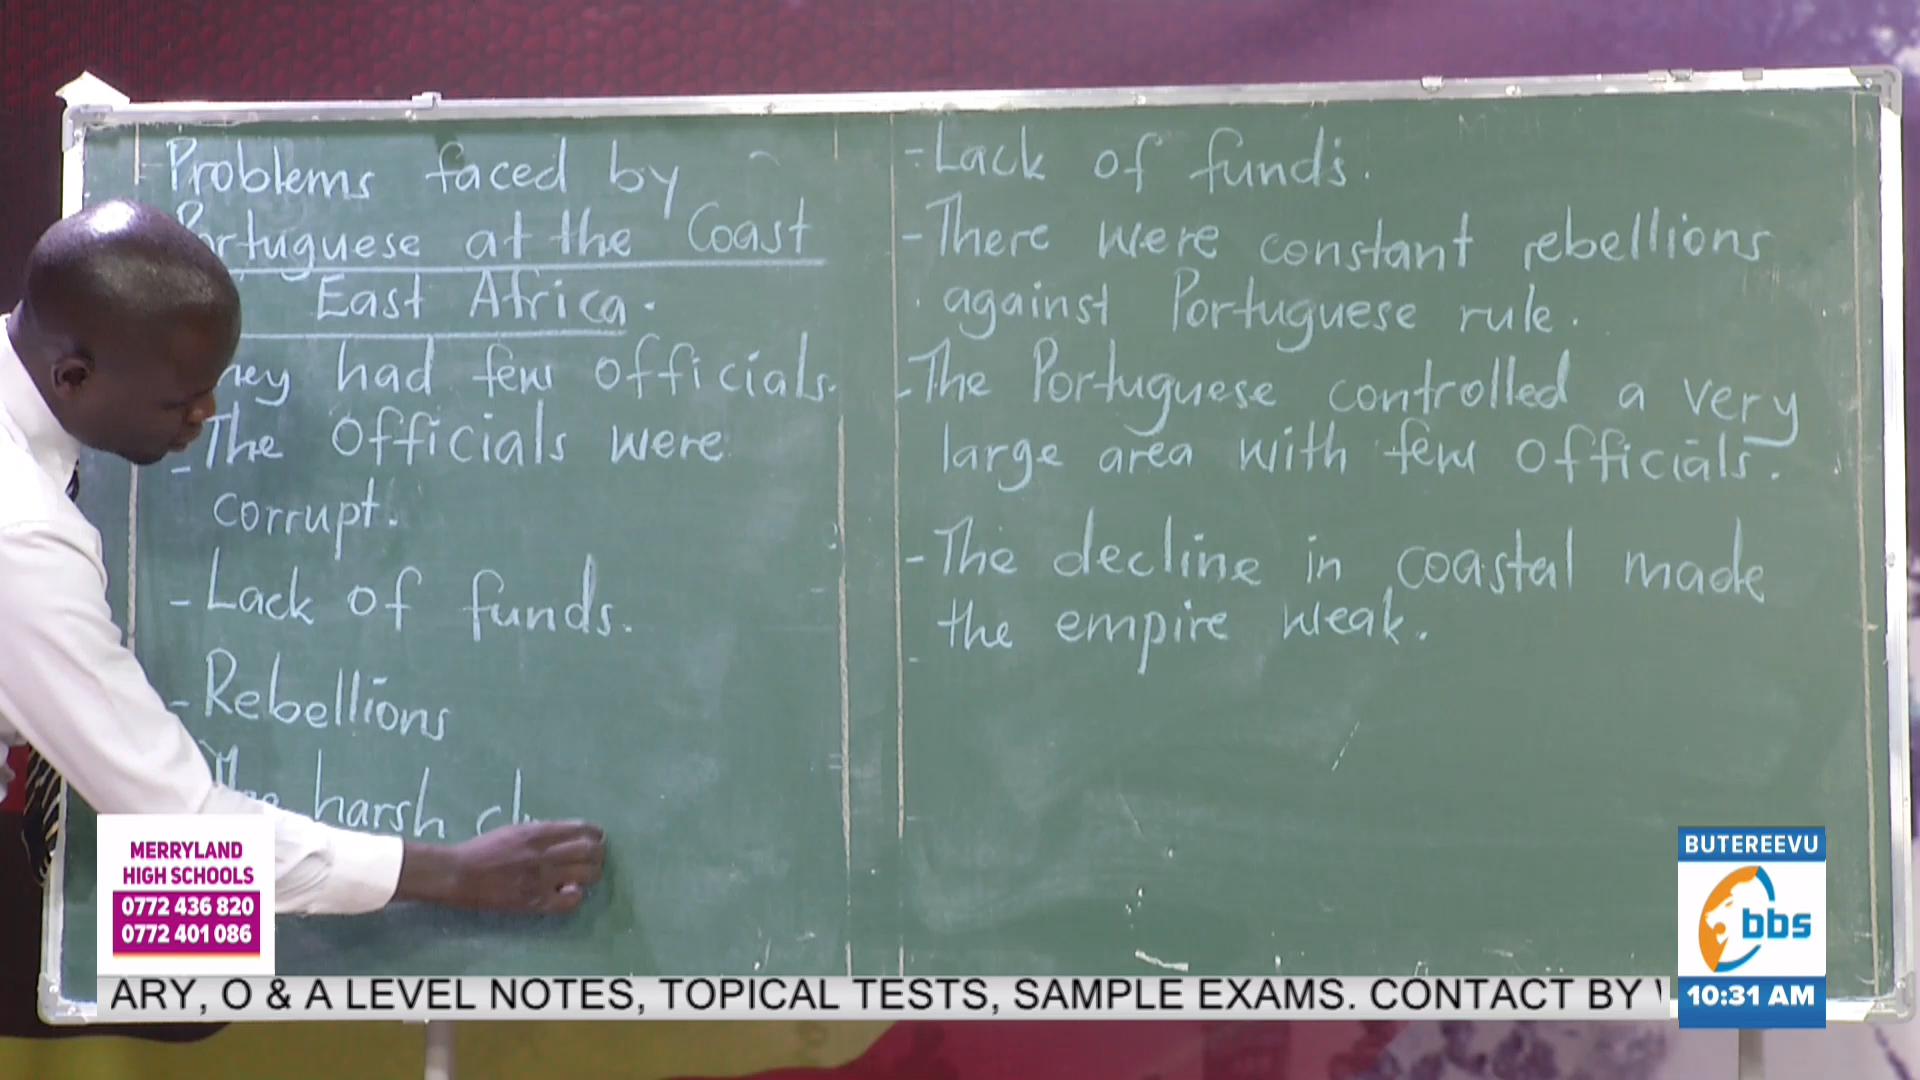 Problems faced by
Portuguese at the Coast
East Africa.
They had few officials.
- The Officials were
corrupt.
- Lack of funds.
- Rebellions
The harsh
- Lack of funds.
- There were constant rebellions
against Portuguese rule.
- The Portuguese controlled a very
large area with few officials.
- The decline in coastal made
the empire weak.
-
MERRYLAND
HIGH SCHOOLS
0772 436 820
0772 401 086
BUTEREEVU
bbs
10:31 AM
ARY, O & A LEVEL NOTES, TOPICAL TESTS, SAMPLE EXAMS. CONTACT BY